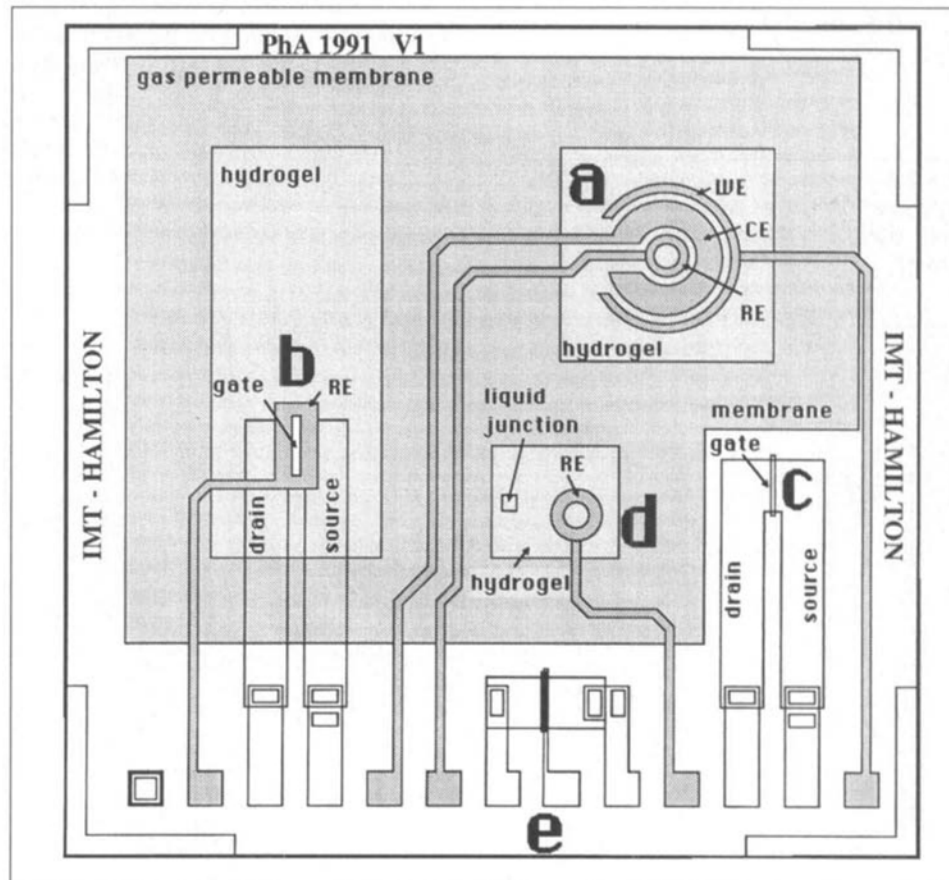 PhA 1991 V1
gas permeable membrane
hydrogel
a
WE
CE
RE
hydrogel
IMT - HAMILTON
IMT - HAMILTON
b
gate
RE
liquid
junction
membrane
gate
RE
c
d
drain
source
hydrogel
drain
source
e